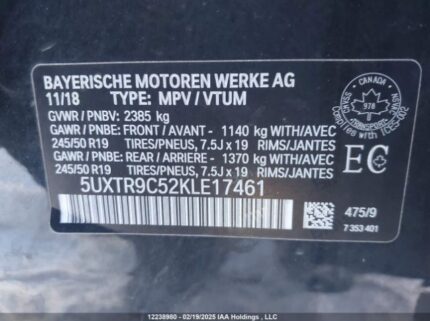 BAYERISCHE MOTOREN WERKE AG
11/18 TYPE: MPV / VTUM
GVWR / PNBV: 2385 kg
GAWR / PNBE: FRONT / AVANT - 1140 kg WITH/AVEC
245/50 R19 TIRES/PNEUS, 7.5J x 19 RIMS/JANTES
GAWR / PNBE: REAR / ARRIERE - 1370 kg WITH/AVEC
245/50 R19 TIRES/PNEUS, 7.5J x 19 RIMS/JANTES
5UXTR9C52KLE17461
CANADA
978
TRANSPORT
EC
475/9
7 353 401
12238980 - 02/19/2025 IAA Holdings , LLC